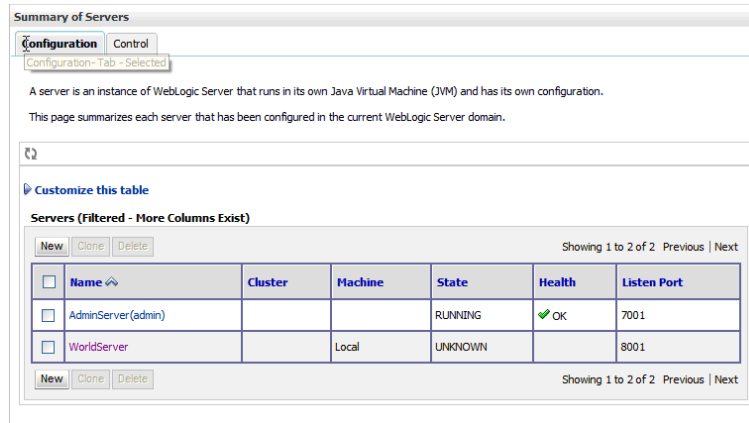 Summary of Servers
Configuration Control
Configuration- Tab - Selected
A server is an instance of WebLogic Server that runs in its own Java Virtual Machine (JVM) and has its own configuration.
This page summarizes each server that has been configured in the current WebLogic Server domain.
Customize this table
Servers (Filtered - More Columns Exist)
New Clone Delete Showing 1 to 2 of 2 Previous | Next
Name Cluster Machine State Health Listen Port
AdminServer(admin) RUNNING OK 7001
WorldServer Local UNKNOWN 8001
New Clone Delete Showing 1 to 2 of 2 Previous | Next